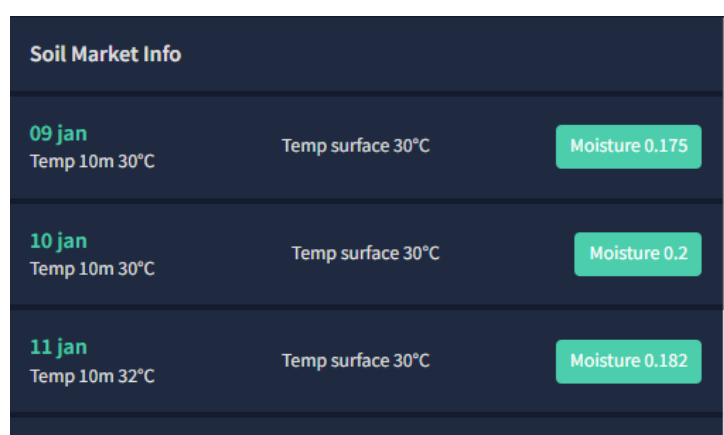 Soil Market Info
09 jan
Temp 10m 30°C
Temp surface 30°C
Moisture 0.175
10 jan
Temp 10m 30°C
Temp surface 30°C
Moisture 0.2
11 jan
Temp 10m 32°C
Temp surface 30°C
Moisture 0.182